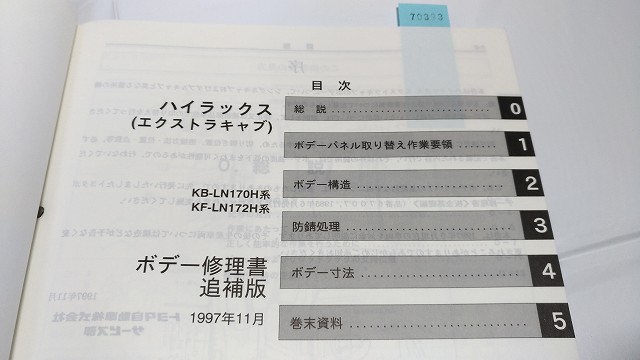 70393
目 次
ハイラックス
(エクストラキャブ)
KB-LN170H系
KF-LN172H系
ボデー修理書
追補版
1997年11月
総 説 0
ボデーパネル取り替え作業要領 1
ボデー構造 2
防錆処理 3
ボデー寸法 4
巻末資料 5